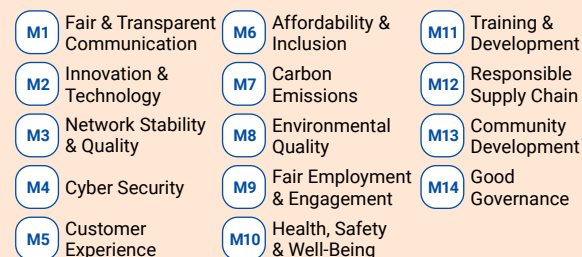 M1 Fair & Transparent
Communication
M2 Innovation &
Technology
M3 Network Stability
& Quality
M4 Cyber Security
M5 Customer
Experience
M6 Affordability &
Inclusion
M7 Carbon
Emissions
M8 Environmental
Quality
M9 Fair Employment
& Engagement
M10 Health, Safety
& Well-Being
M11 Training &
Development
M12 Responsible
Supply Chain
M13 Community
Development
M14 Good
Governance